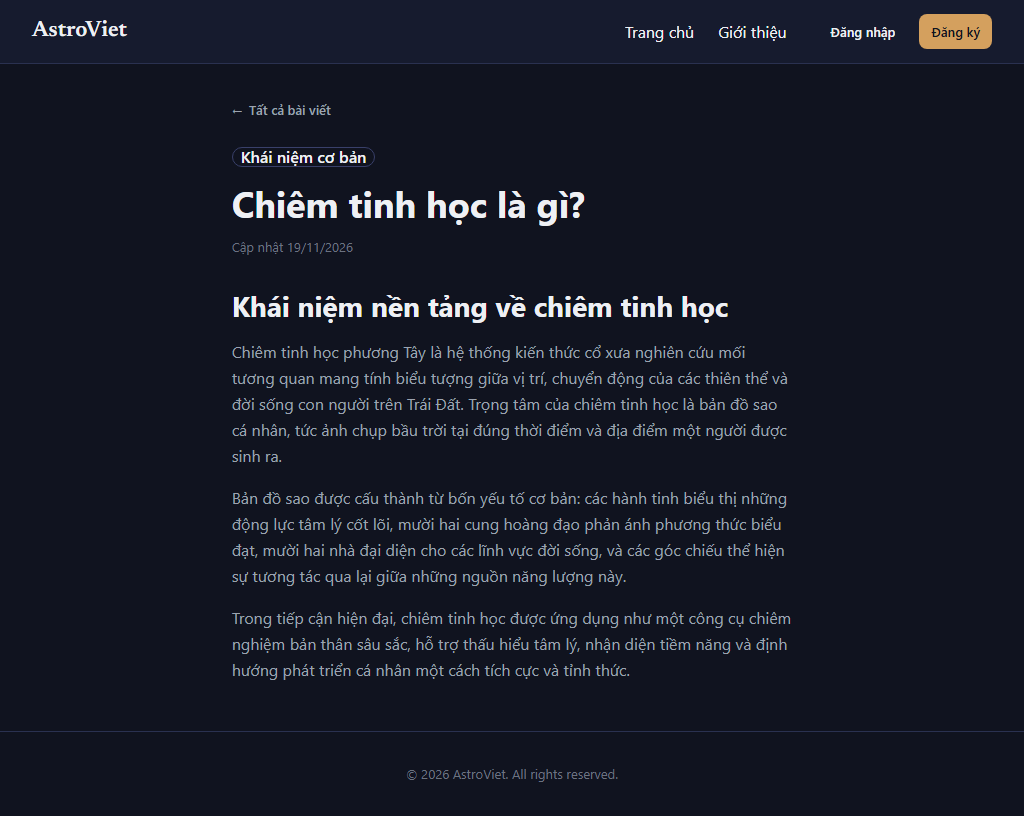 AstroViet
Trang chủ
Giới thiệu
Đăng nhập
Đăng ký
← Tất cả bài viết
Khái niệm cơ bản
Chiêm tinh học là gì?
Cập nhật 19/11/2026
Khái niệm nền tảng về chiêm tinh học
Chiêm tinh học phương Tây là hệ thống kiến thức cổ xưa nghiên cứu mối
tương quan mang tính biểu tượng giữa vị trí, chuyển động của các thiên thể và
đời sống con người trên Trái Đất. Trọng tâm của chiêm tinh học là bản đồ sao
cá nhân, tức ảnh chụp bầu trời tại đúng thời điểm và địa điểm một người được
sinh ra.
Bản đồ sao được cấu thành từ bốn yếu tố cơ bản: các hành tinh biểu thị những
động lực tâm lý cốt lõi, mười hai cung hoàng đạo phản ánh phương thức biểu
đạt, mười hai nhà đại diện cho các lĩnh vực đời sống, và các góc chiếu thể hiện
sự tương tác qua lại giữa những nguồn năng lượng này.
Trong tiếp cận hiện đại, chiêm tinh học được ứng dụng như một công cụ chiêm
nghiệm bản thân sâu sắc, hỗ trợ thấu hiểu tâm lý, nhận diện tiềm năng và định
hướng phát triển cá nhân một cách tích cực và tỉnh thức.
© 2026 AstroViet. All rights reserved.